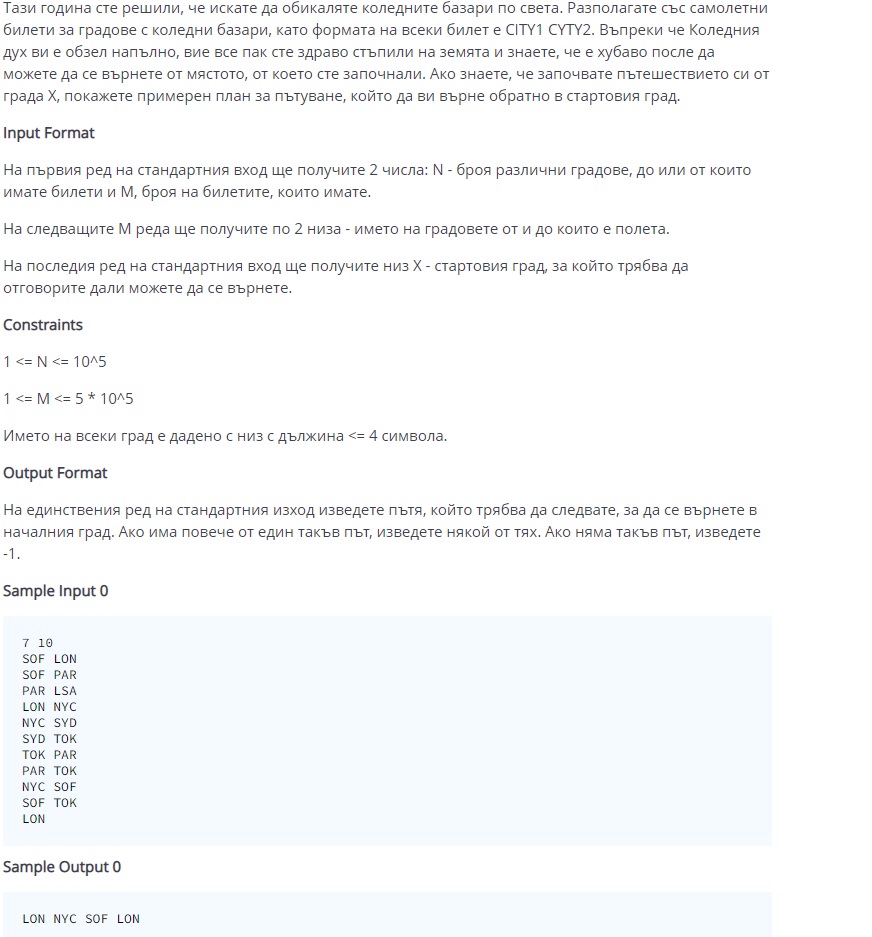 Тази година сте решили, че искате да обикаляте коледните базари по света. Разполагате със самолетни
билети за градове с коледни базари, като формата на всеки билет е CITY1 CYTY2. Въпреки че Коледния
дух ви е обзел напълно, вие все пак сте здраво стъпили на земята и знаете, че е хубаво после да
можете да се върнете от мястото, от което сте започнали. Ако знаете, че започвате пътешествието си от
града X, покажете примерен план за пътуване, който да ви върне обратно в стартовия град.
Input Format
На първия ред на стандартния вход ще получите 2 числа: N - броя различни градове, до или от които
имате билети и M, броя на билетите, които имате.
На следващите M реда ще получите по 2 низа - името на градовете от и до които е полета.
На последия ред на стандартния вход ще получите низ X - стартовия град, за който трябва да
отговорите дали можете да се върнете.
Constraints
1 <= N <= 10^5
1 <= M <= 5 * 10^5
Името на всеки град е дадено с низ с дължина <= 4 символа.
Output Format
На единствения ред на стандартния изход изведете пътя, който трябва да следвате, за да се върнете в
началния град. Ако има повече от един такъв път, изведете някой от тях. Ако няма такъв път, изведете
-1.
Sample Input 0
7 10
SOF LON
SOF PAR
PAR LSA
LON NYC
NYC SYD
SYD TOK
TOK PAR
PAR TOK
NYC SOF
SOF TOK
LON
Sample Output 0
LON NYC SOF LON